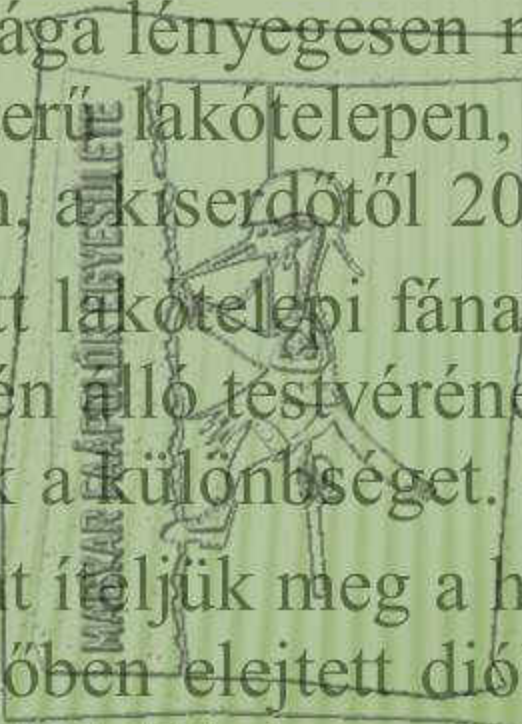 ága lényegesen
erű lakótelepen,
, a kiserdőtől 20
tt lakótelepi fána
én álló testvéréne
k a különbséget.
t ítéljük meg a h
őben elejtett dió
MAGYAR FAÁPOLÓK EGYESÜLETE